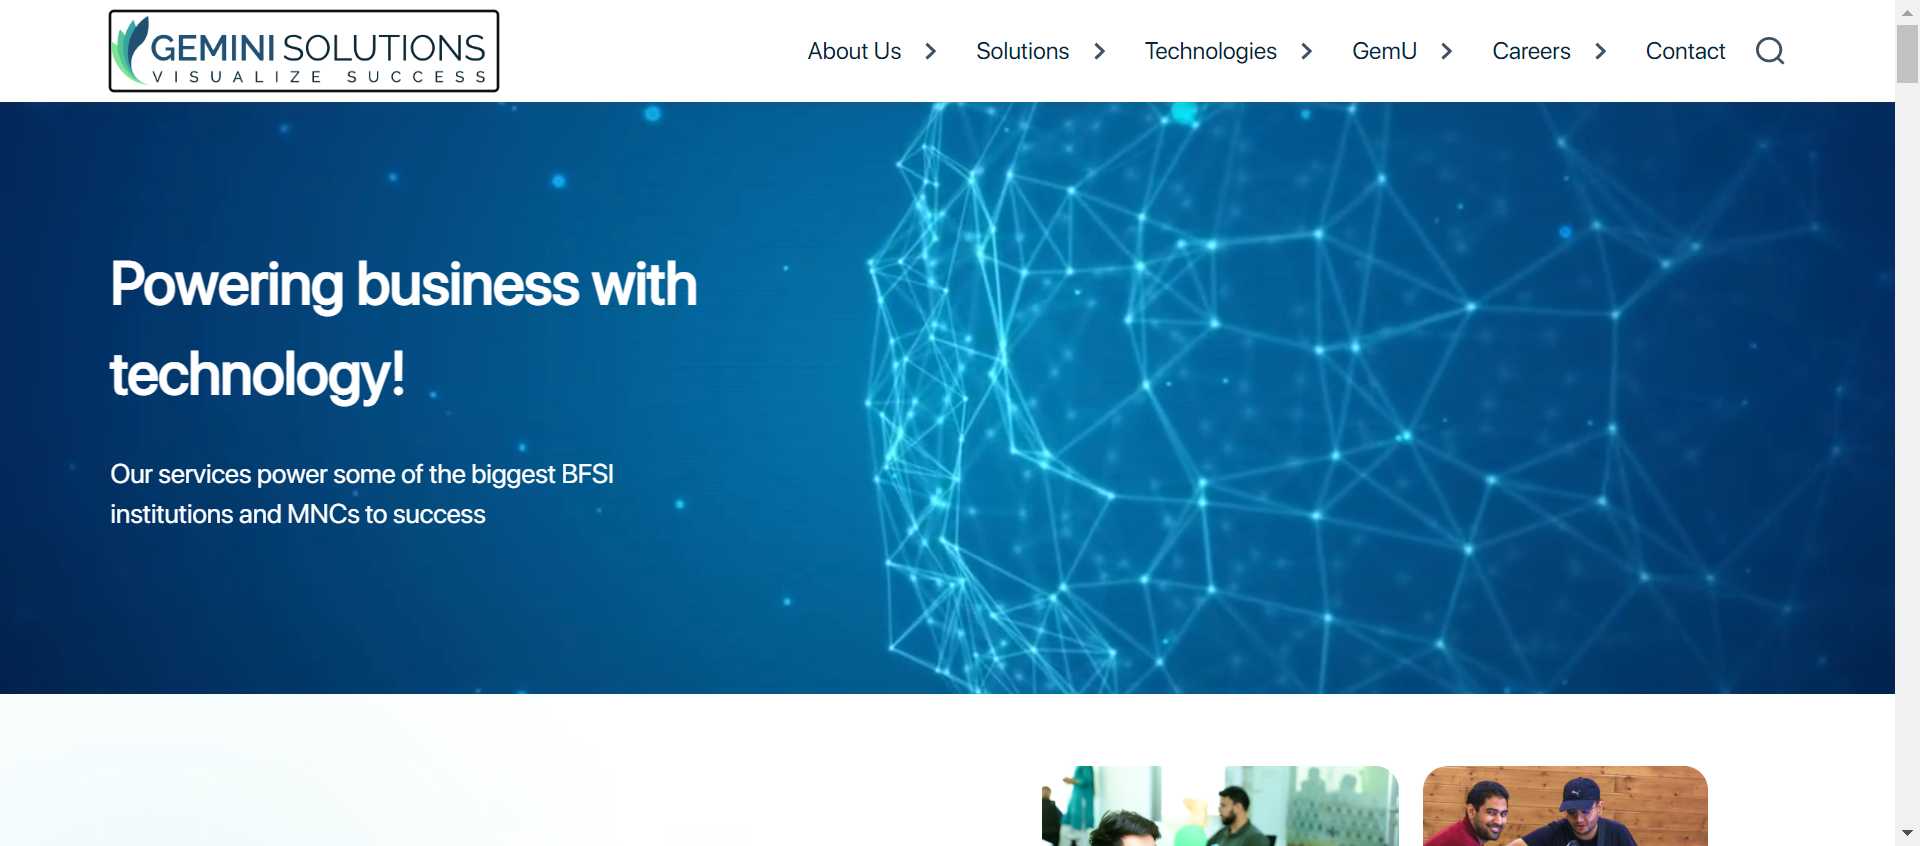 GEMINI SOLUTIONS
VISUALIZE SUCCESS
About Us
Solutions
Technologies
GemU
Careers
Contact
Powering business with
technology!
Our services power some of the biggest BFSI
institutions and MNCs to success